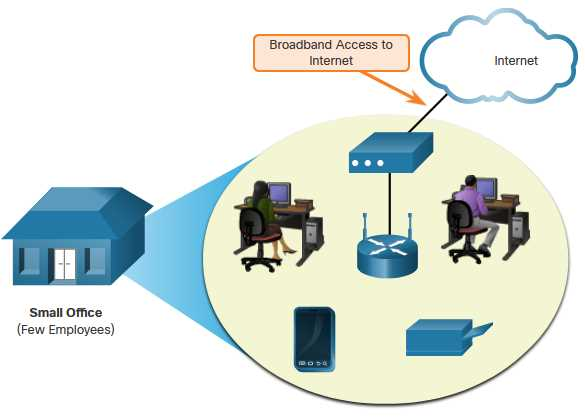 Broadband Access to
Internet
Internet
Small Office
(Few Employees)